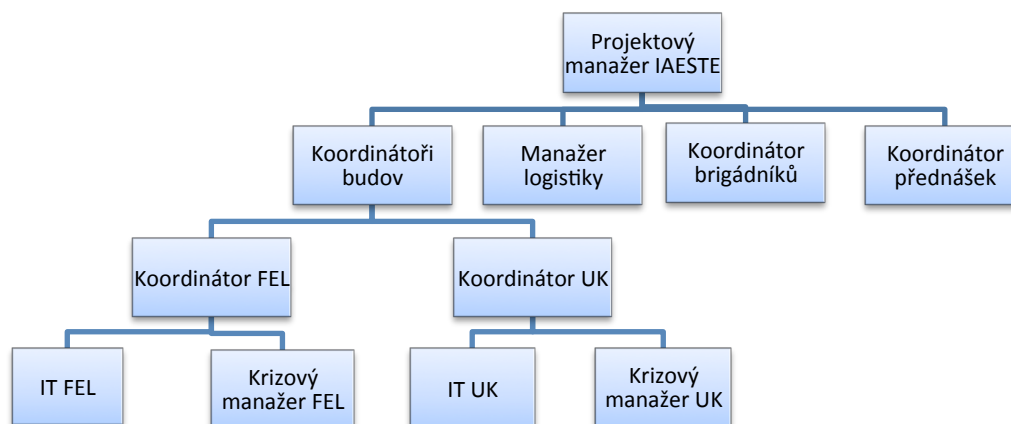 Projektový
manažer IAESTE
Koordinátoři
budov
Manažer
logistiky
Koordinátor
brigádníků
Koordinátor
přednášek
Koordinátor FEL
Koordinátor UK
IT FEL
Krizový
manažer FEL
IT UK
Krizový
manažer UK